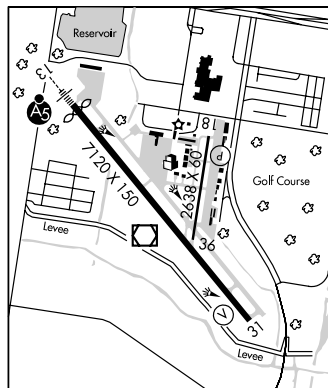 Reservoir
13
A5
18
7120 X 150
2638 X 60
P
Golf Course
Levee
36
V
31
Levee